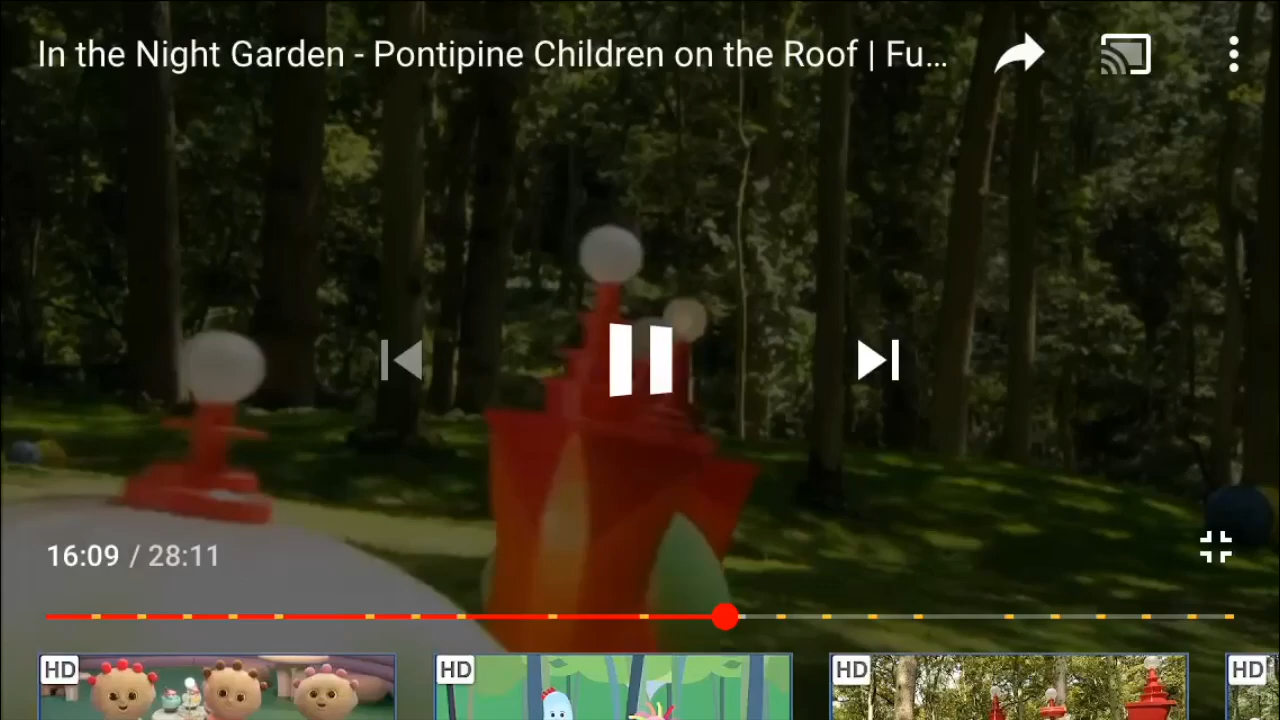 In the Night Garden - Pontipine Children on the Roof | Fu...
16:09 / 28:11
HD
HD
HD
HD